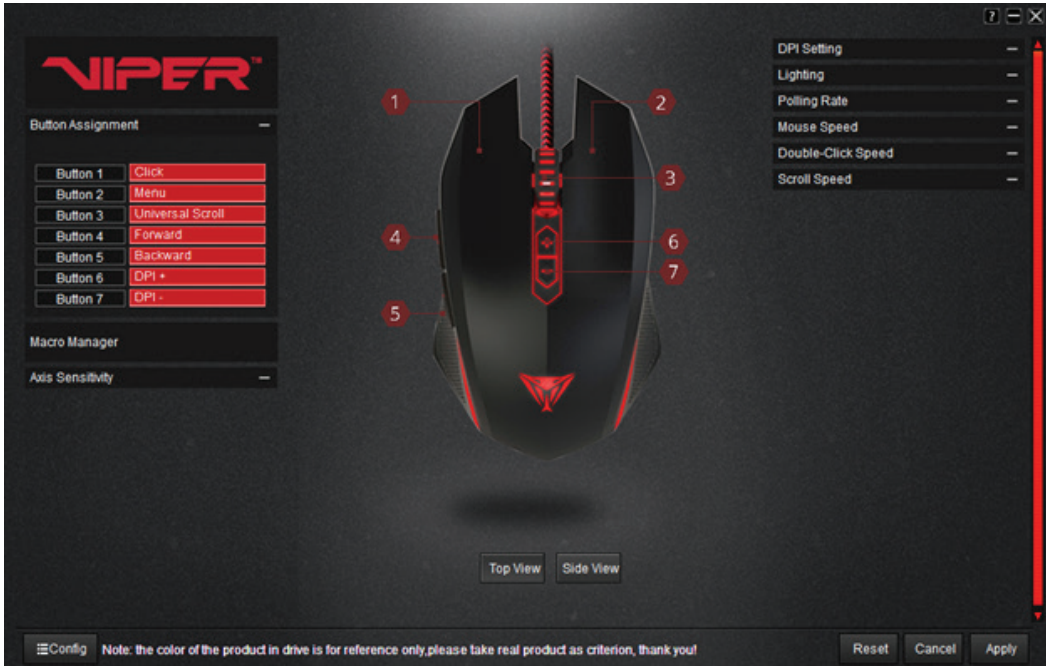 ?
VIPER™
Button Assignment
Button 1 Click
Button 2 Menu
Button 3 Universal Scroll
Button 4 Forward
Button 5 Backward
Button 6 DPI +
Button 7 DPI -
Macro Manager
Axis Sensitivity
1
2
3
4
6
7
5
Top View Side View
DPI Setting
Lighting
Polling Rate
Mouse Speed
Double-Click Speed
Scroll Speed
Config Note: the color of the product in drive is for reference only,please take real product as criterion, thank you! Reset Cancel Apply